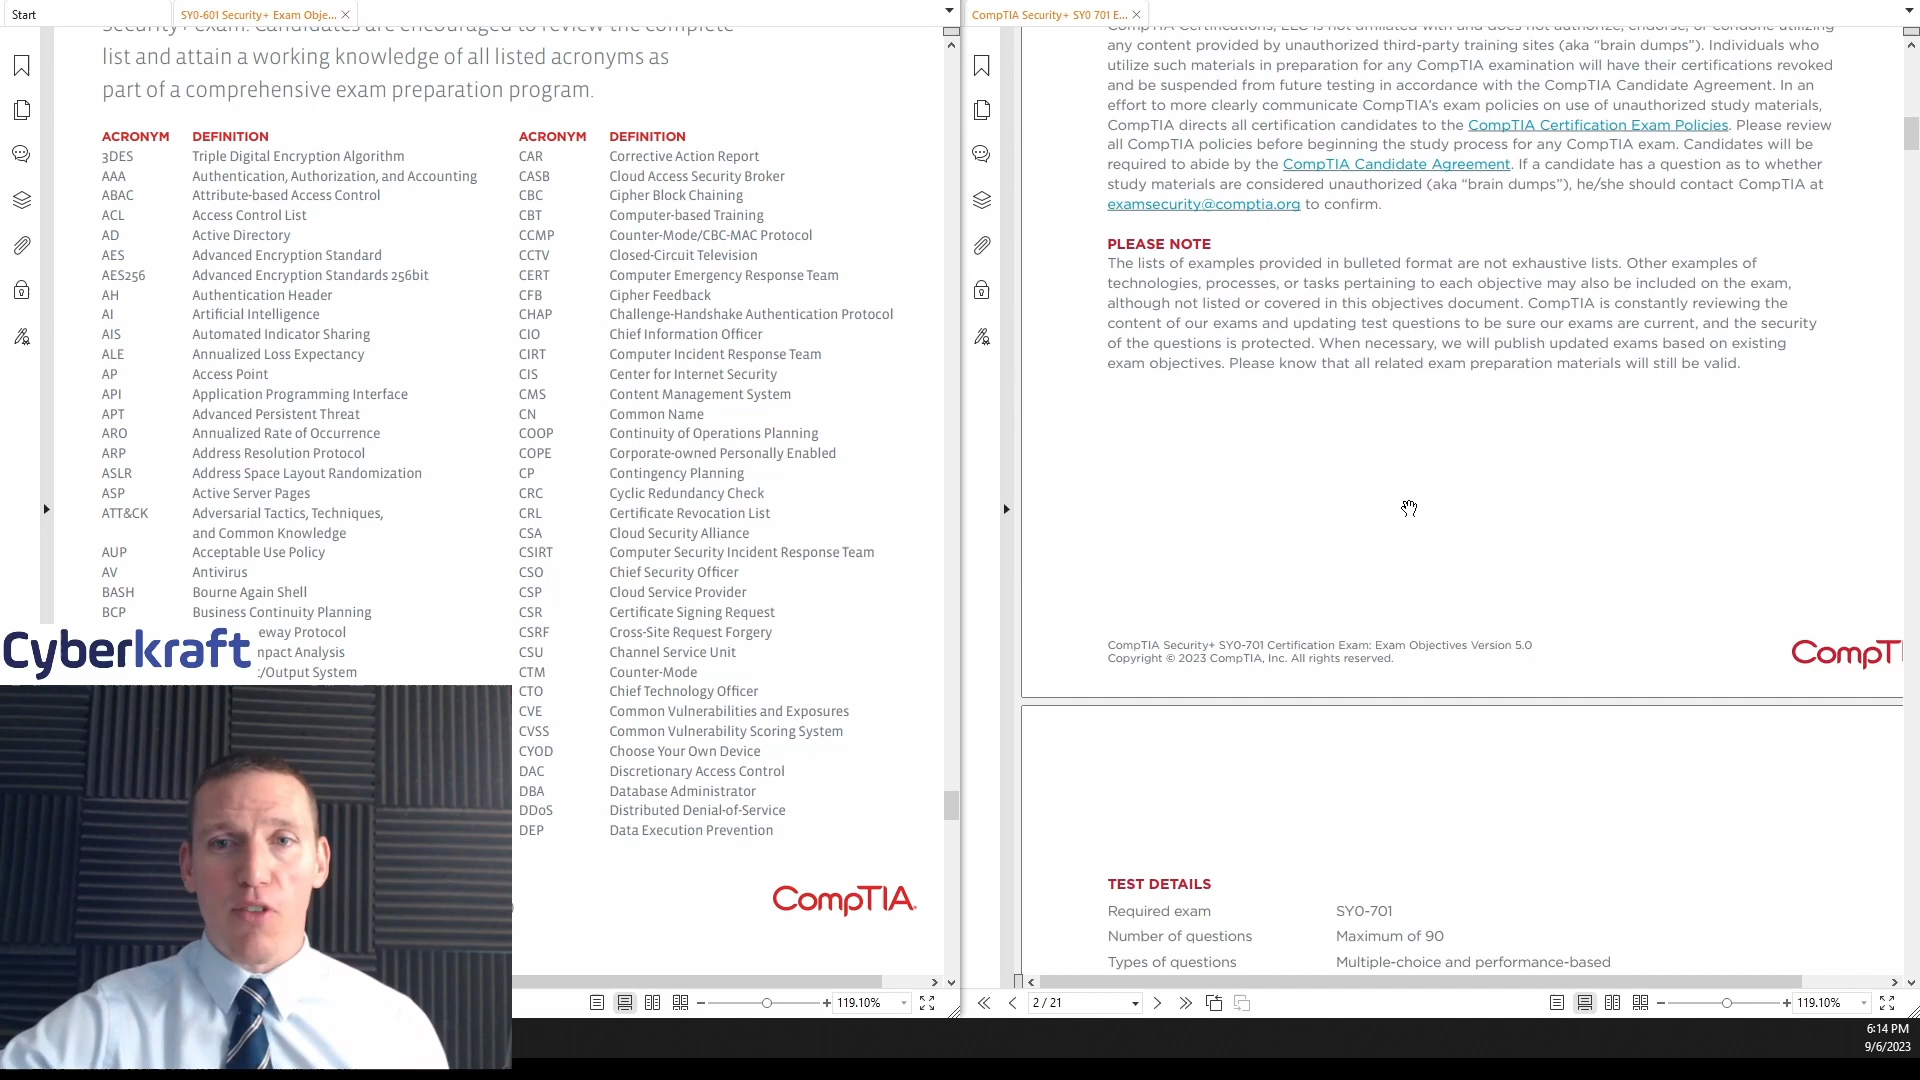 Start
SY0-601 Security+ Exam Obje...
Security+ exam. Candidates are encouraged to review the complete
list and attain a working knowledge of all listed acronyms as
part of a comprehensive exam preparation program.
ACRONYM DEFINITION
3DES Triple Digital Encryption Algorithm
AAA Authentication, Authorization, and Accounting
ABAC Attribute-based Access Control
ACL Access Control List
AD Active Directory
AES Advanced Encryption Standard
AES256 Advanced Encryption Standards 256bit
AH Authentication Header
AI Artificial Intelligence
AIS Automated Indicator Sharing
ALE Annualized Loss Expectancy
AP Access Point
API Application Programming Interface
APT Advanced Persistent Threat
ARO Annualized Rate of Occurrence
ARP Address Resolution Protocol
ASLR Address Space Layout Randomization
ASP Active Server Pages
ATT&CK Adversarial Tactics, Techniques,
and Common Knowledge
AUP Acceptable Use Policy
AV Antivirus
BASH Bourne Again Shell
BCP Business Continuity Planning
eway Protocol
mpact Analysis
/Output System
Cyberkraft
ACRONYM DEFINITION
CAR Corrective Action Report
CASB Cloud Access Security Broker
CBC Cipher Block Chaining
CBT Computer-based Training
CCMP Counter-Mode/CBC-MAC Protocol
CCTV Closed-Circuit Television
CERT Computer Emergency Response Team
CFB Cipher Feedback
CHAP Challenge-Handshake Authentication Protocol
CIO Chief Information Officer
CIRT Computer Incident Response Team
CIS Center for Internet Security
CMS Content Management System
CN Common Name
COOP Continuity of Operations Planning
COPE Corporate-owned Personally Enabled
CP Contingency Planning
CRC Cyclic Redundancy Check
CRL Certificate Revocation List
CSA Cloud Security Alliance
CSIRT Computer Security Incident Response Team
CSO Chief Security Officer
CSP Cloud Service Provider
CSR Certificate Signing Request
CSRF Cross-Site Request Forgery
CSU Channel Service Unit
CTM Counter-Mode
CTO Chief Technology Officer
CVE Common Vulnerabilities and Exposures
CVSS Common Vulnerability Scoring System
CYOD Choose Your Own Device
DAC Discretionary Access Control
DBA Database Administrator
DDoS Distributed Denial-of-Service
DEP Data Execution Prevention
CompTIA.
119.10%
CompTIA Security+ SY0 701 E...
CompTIA Certifications, LLC is not affiliated with and does not authorize, endorse, or condone utilizing
any content provided by unauthorized third-party training sites (aka “brain dumps”). Individuals who
utilize such materials in preparation for any CompTIA examination will have their certifications revoked
and be suspended from future testing in accordance with the CompTIA Candidate Agreement. In an
effort to more clearly communicate CompTIA’s exam policies on use of unauthorized study materials,
CompTIA directs all certification candidates to the CompTIA Certification Exam Policies. Please review
all CompTIA policies before beginning the study process for any CompTIA exam. Candidates will be
required to abide by the CompTIA Candidate Agreement. If a candidate has a question as to whether
study materials are considered unauthorized (aka “brain dumps”), he/she should contact CompTIA at
examsecurity@comptia.org to confirm.
PLEASE NOTE
The lists of examples provided in bulleted format are not exhaustive lists. Other examples of
technologies, processes, or tasks pertaining to each objective may also be included on the exam,
although not listed or covered in this objectives document. CompTIA is constantly reviewing the
content of our exams and updating test questions to be sure our exams are current, and the security
of the questions is protected. When necessary, we will publish updated exams based on existing
exam objectives. Please know that all related exam preparation materials will still be valid.
CompTIA Security+ SY0-701 Certification Exam: Exam Objectives Version 5.0
Copyright © 2023 CompTIA, Inc. All rights reserved.
CompT
TEST DETAILS
Required exam SY0-701
Number of questions Maximum of 90
Types of questions Multiple-choice and performance-based
2 / 21
119.10%
6:14 PM
9/6/2023